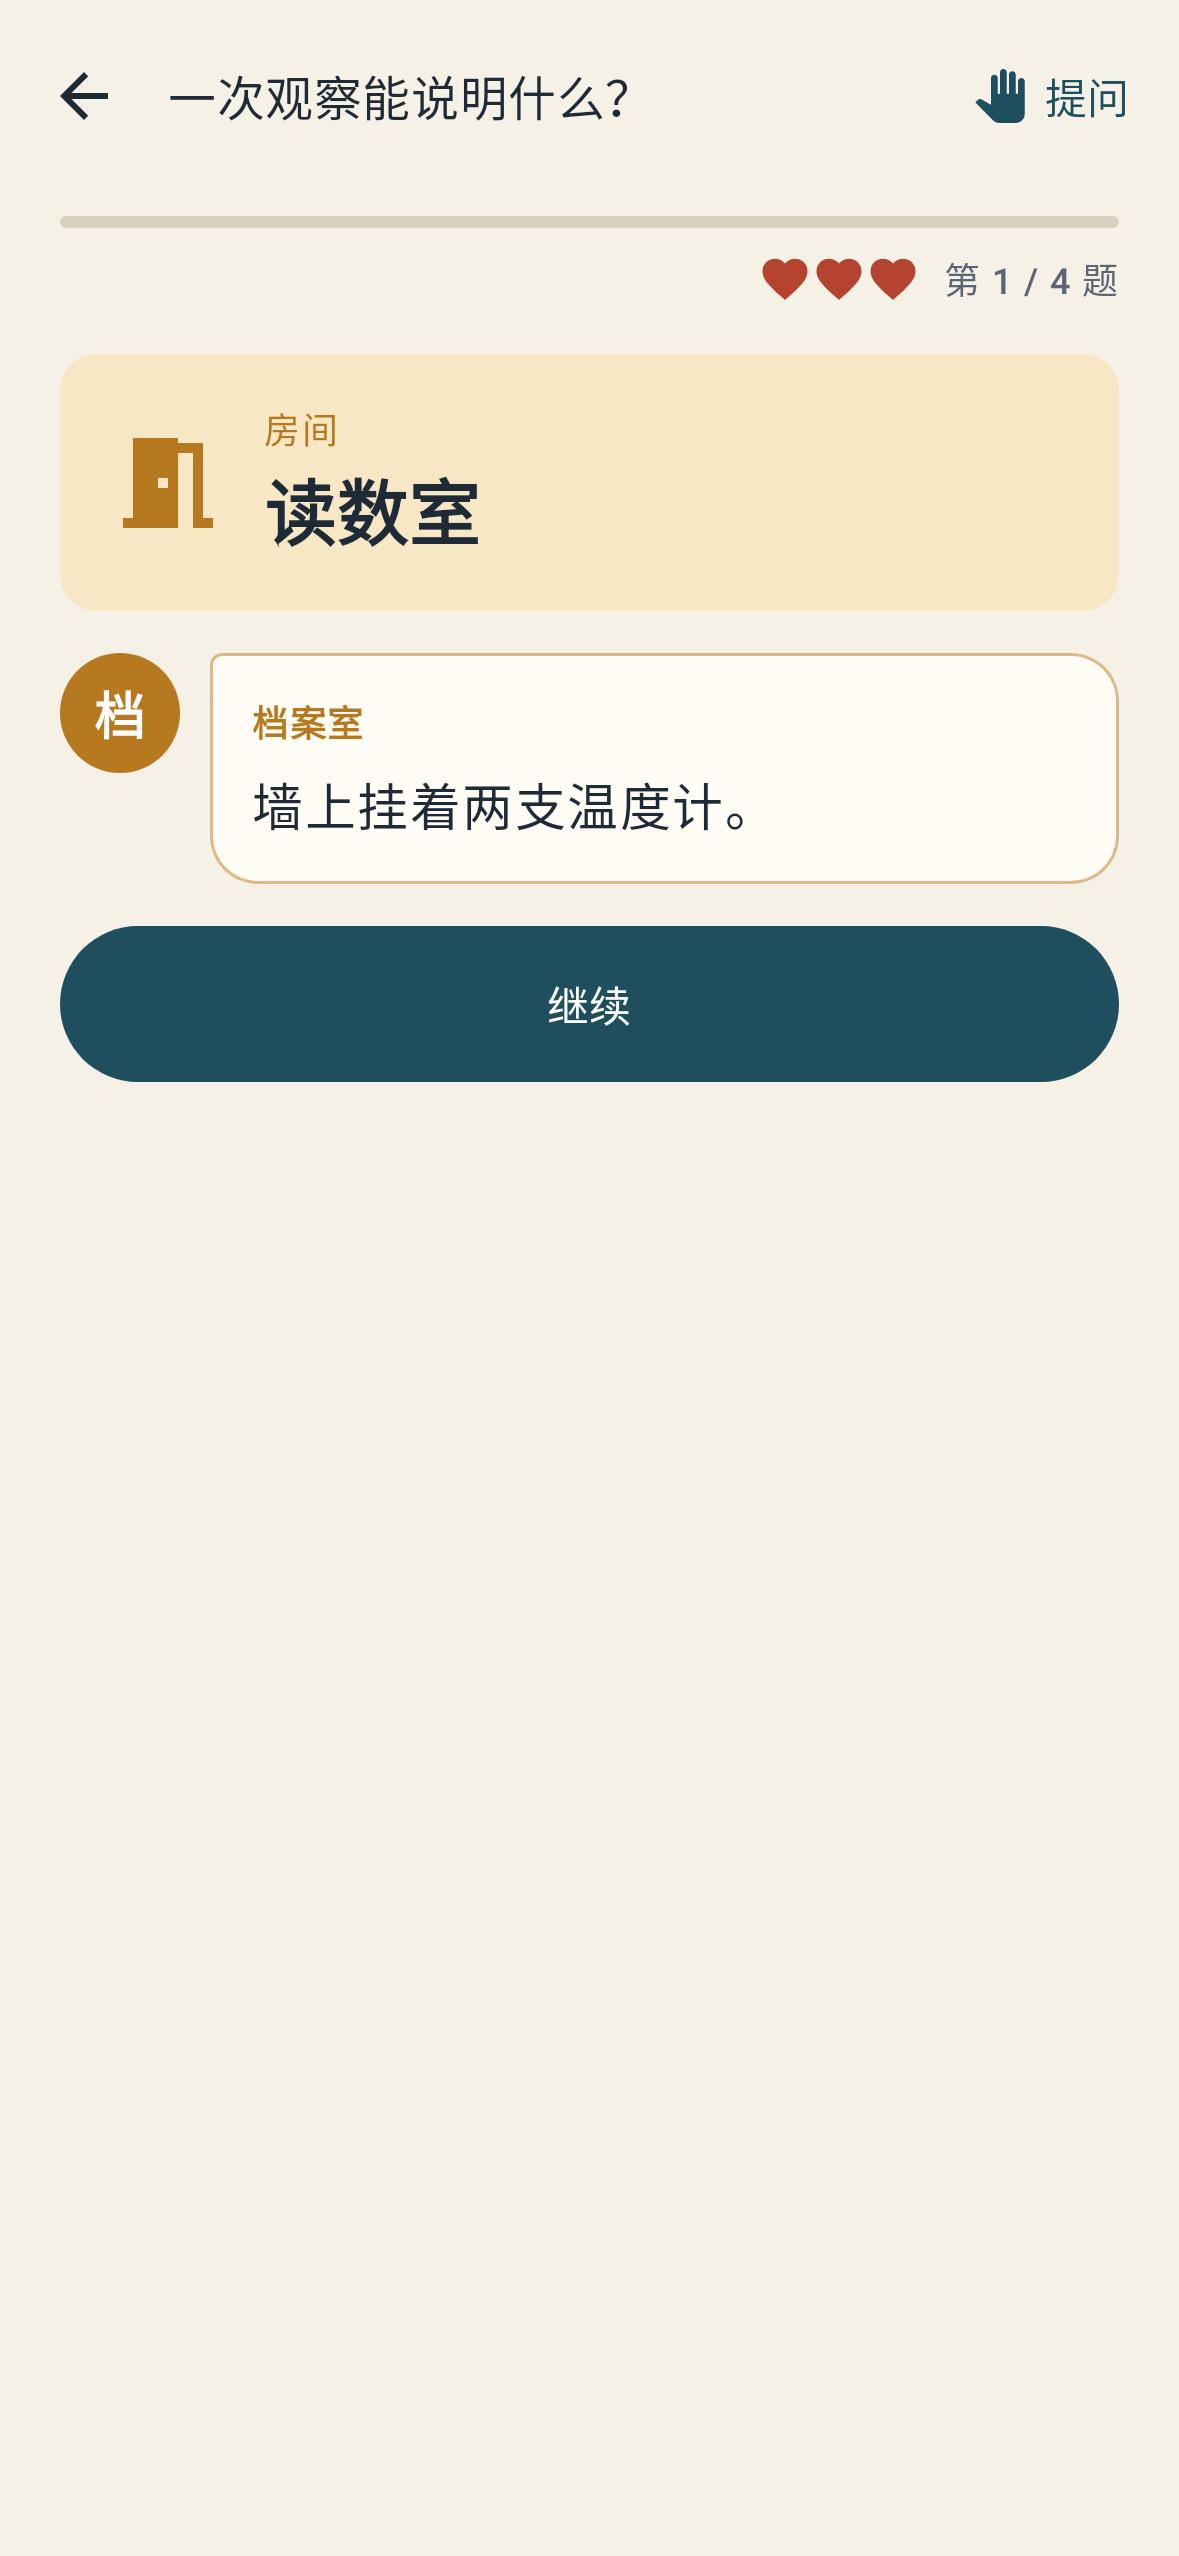 一次观察能说明什么？
提问
第 1 / 4 题
房间
读数室
档
档案室
墙上挂着两支温度计。
继续